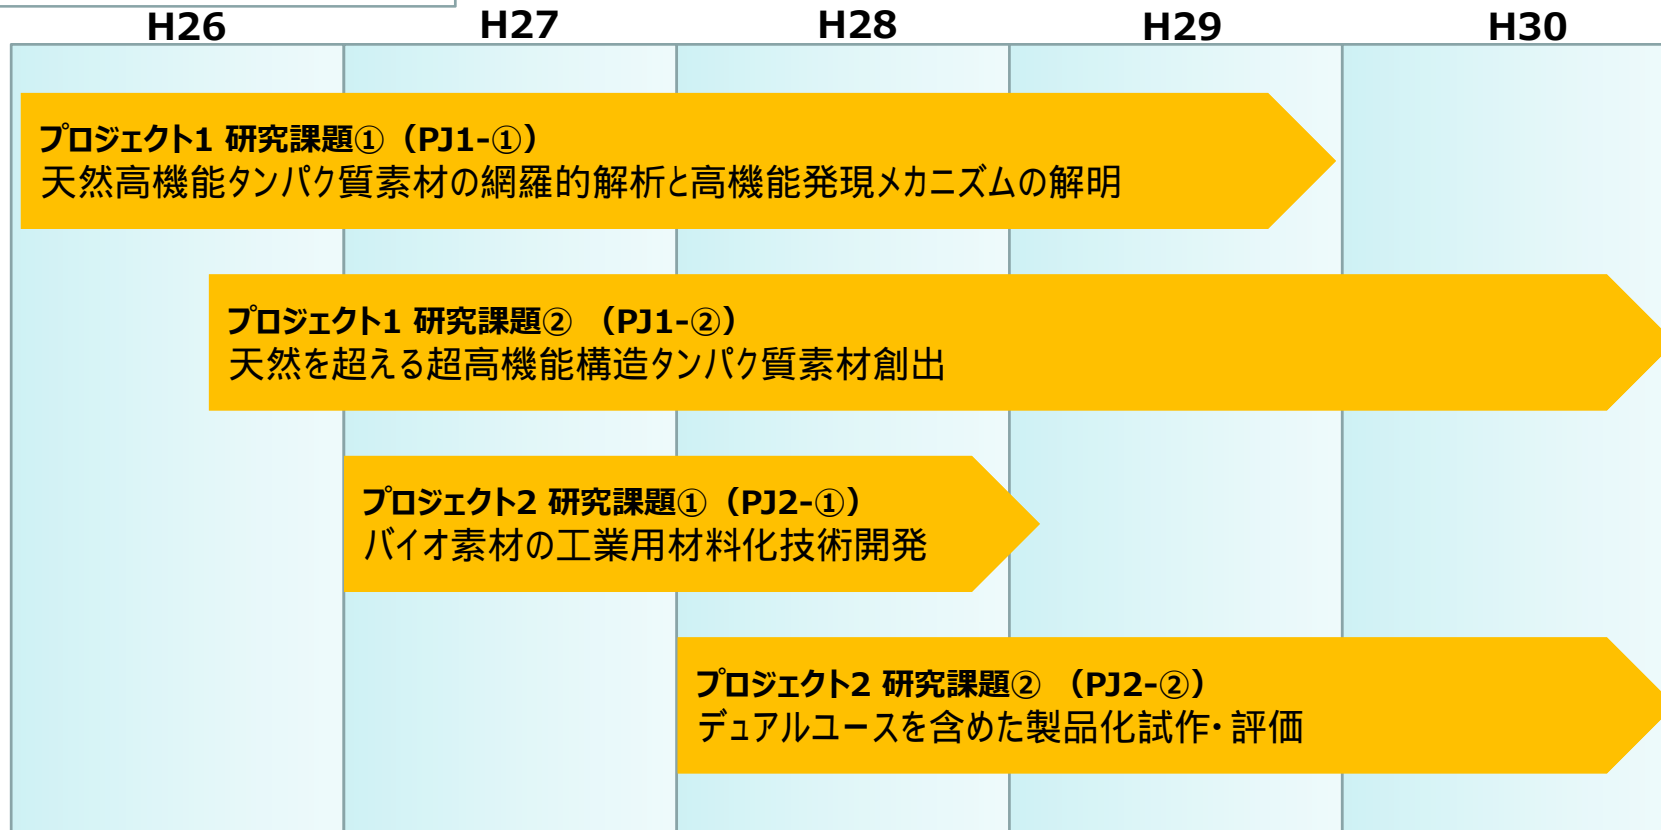 H26 H27 H28 H29 H30
プロジェクト1 研究課題①（PJ1-①）
天然高機能タンパク質素材の網羅的解析と高機能発現メカニズムの解明
プロジェクト1 研究課題② （PJ1-②）
天然を超える超高機能構造タンパク質素材創出
プロジェクト2 研究課題①（PJ2-①）
バイオ素材の工業用材料化技術開発
プロジェクト2 研究課題② （PJ2-②）
デュアルユースを含めた製品化試作・評価